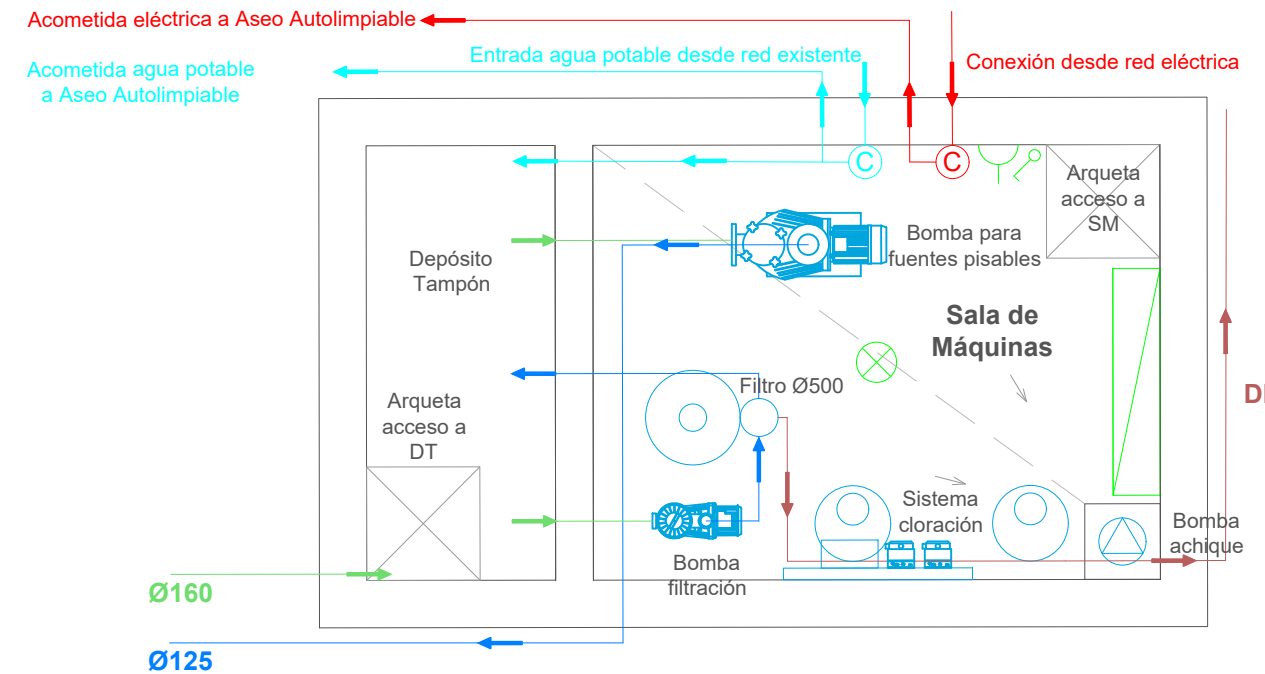 Acometida eléctrica a Aseo Autolimpiable
Entrada agua potable desde red existente
Conexión desde red eléctrica
Acometida agua potable
a Aseo Autolimpiable
C
C
Arqueta
acceso a
SM
Bomba para
fuentes pisables
Depósito
Tampón
Sala de
Máquinas
Filtro Ø500
Arqueta
acceso a
DT
Sistema
cloración
Bomba
achique
Bomba
filtración
Ø160
Ø125